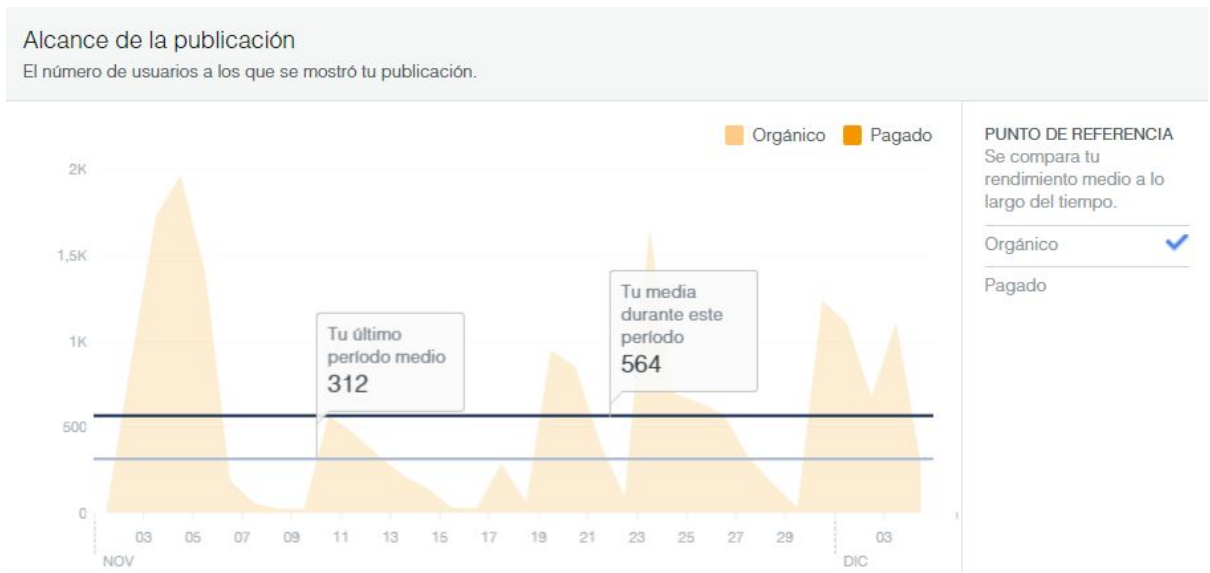 Alcance de la publicación
El número de usuarios a los que se mostró tu publicación.
Orgánico Pagado
2K
1,5K
1K
500
0
Tu último
período medio
312
Tu media
durante este
período
564
03 05 07 09 11 13 15 17 19 21 23 25 27 29 03
NOV DIC
PUNTO DE REFERENCIA
Se compara tu
rendimiento medio a lo
largo del tiempo.
Orgánico
Pagado